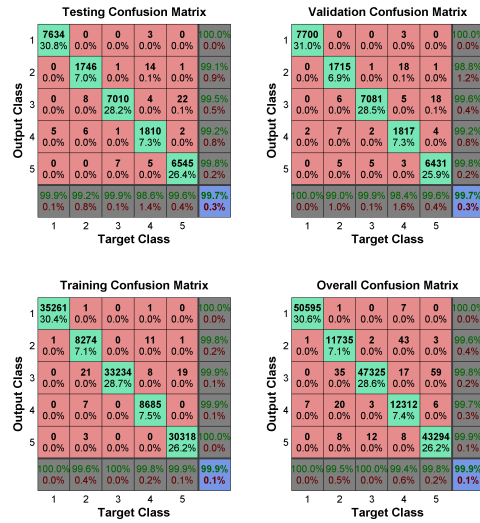 Testing Confusion Matrix
Output Class
1 7634 0 0 3 0 100.0%
30.8% 0.0% 0.0% 0.0% 0.0% 0.0%
2 0 1746 1 14 1 99.1%
0.0% 7.0% 0.0% 0.1% 0.0% 0.9%
3 0 8 7010 4 22 99.5%
0.0% 0.0% 28.2% 0.0% 0.1% 0.5%
4 5 6 1 1810 2 99.2%
0.0% 0.0% 0.0% 7.3% 0.0% 0.8%
5 0 0 7 5 6545 99.8%
0.0% 0.0% 0.0% 0.0% 26.4% 0.2%
99.9% 99.2% 99.9% 98.6% 99.6% 99.7%
0.1% 0.8% 0.1% 1.4% 0.4% 0.3%
1 2 3 4 5
Target Class
Validation Confusion Matrix
Output Class
1 7700 0 0 3 0 100.0%
31.0% 0.0% 0.0% 0.0% 0.0% 0.0%
2 0 1715 1 18 1 98.8%
0.0% 6.9% 0.0% 0.1% 0.0% 1.2%
3 0 6 7081 5 18 99.6%
0.0% 0.0% 28.5% 0.0% 0.1% 0.4%
4 2 7 2 1817 2 99.3%
0.0% 0.0% 0.0% 7.3% 0.0% 0.7%
5 0 5 5 3 6431 99.8%
0.0% 0.0% 0.0% 0.0% 25.9% 0.2%
100.0% 99.0% 99.9% 98.4% 99.6% 99.7%
0.0% 1.0% 0.1% 1.6% 0.4% 0.3%
1 2 3 4 5
Target Class
Training Confusion Matrix
Output Class
1 35261 1 0 1 0 100.0%
30.4% 0.0% 0.0% 0.0% 0.0% 0.0%
2 1 8274 0 11 1 99.8%
0.0% 7.1% 0.0% 0.0% 0.0% 0.2%
3 0 21 33234 8 19 99.9%
0.0% 0.0% 28.7% 0.0% 0.0% 0.1%
4 0 7 0 8685 2 99.9%
0.0% 0.0% 0.0% 7.5% 0.0% 0.1%
5 0 3 0 0 30318 100.0%
0.0% 0.0% 0.0% 0.0% 26.2% 0.0%
100.0% 99.6% 100% 99.8% 99.9% 99.9%
0.0% 0.4% 0.0% 0.2% 0.1% 0.1%
1 2 3 4 5
Target Class
Overall Confusion Matrix
Output Class
1 50595 1 0 7 0 100.0%
30.6% 0.0% 0.0% 0.0% 0.0% 0.0%
2 1 11735 2 43 3 99.6%
0.0% 7.1% 0.0% 0.0% 0.0% 0.4%
3 0 35 47325 17 59 99.8%
0.0% 0.0% 28.6% 0.0% 0.0% 0.2%
4 7 20 3 12312 6 99.7%
0.0% 0.0% 0.0% 7.4% 0.0% 0.3%
5 0 8 12 8 43294 99.9%
0.0% 0.0% 0.0% 0.0% 26.2% 0.1%
100.0% 99.5% 100.0% 99.4% 99.8% 99.9%
0.0% 0.5% 0.0% 0.6% 0.2% 0.1%
1 2 3 4 5
Target Class